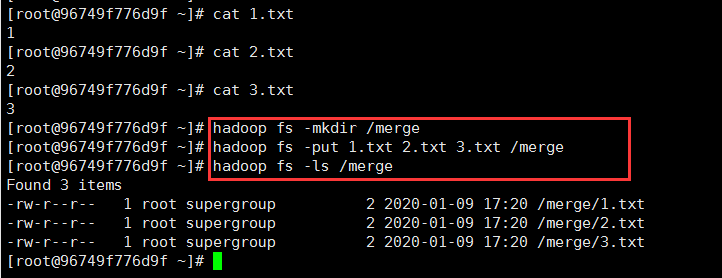 [root@96749f776d9f ~]# cat 1.txt
1
[root@96749f776d9f ~]# cat 2.txt
2
[root@96749f776d9f ~]# cat 3.txt
3
[root@96749f776d9f ~]# hadoop fs -mkdir /merge
[root@96749f776d9f ~]# hadoop fs -put 1.txt 2.txt 3.txt /merge
[root@96749f776d9f ~]# hadoop fs -ls /merge
Found 3 items
-rw-r--r--   1 root supergroup          2 2020-01-09 17:20 /merge/1.txt
-rw-r--r--   1 root supergroup          2 2020-01-09 17:20 /merge/2.txt
-rw-r--r--   1 root supergroup          2 2020-01-09 17:20 /merge/3.txt
[root@96749f776d9f ~]#